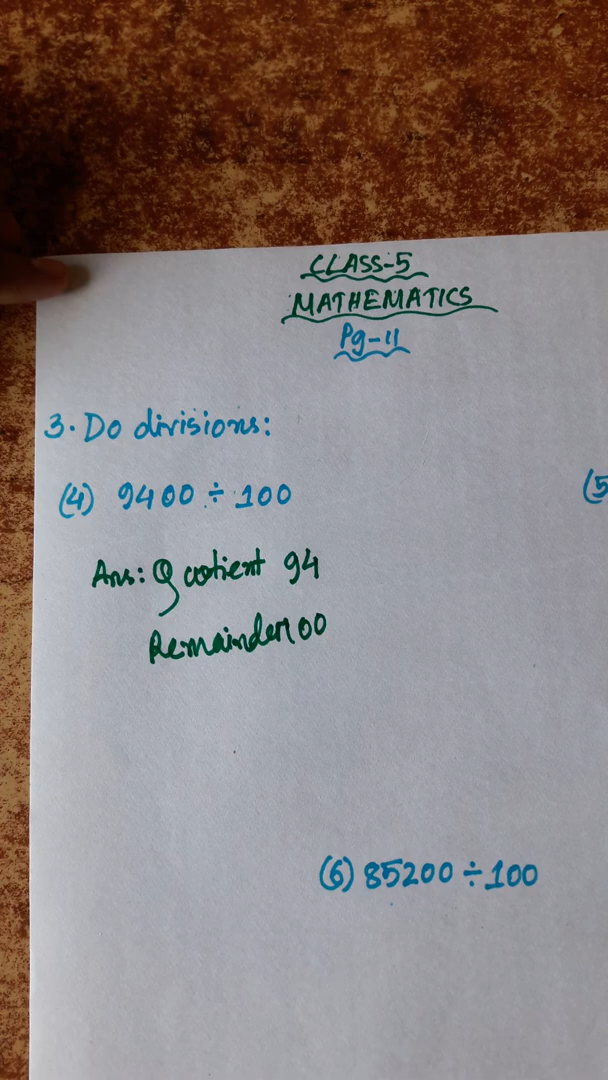 CLASS-5
MATHEMATICS
Pg-11
3. Do divisions:
(4) 9400 ÷ 100
(5
Ans: Quotient 94
Remainder 00
(6) 85200 ÷ 100